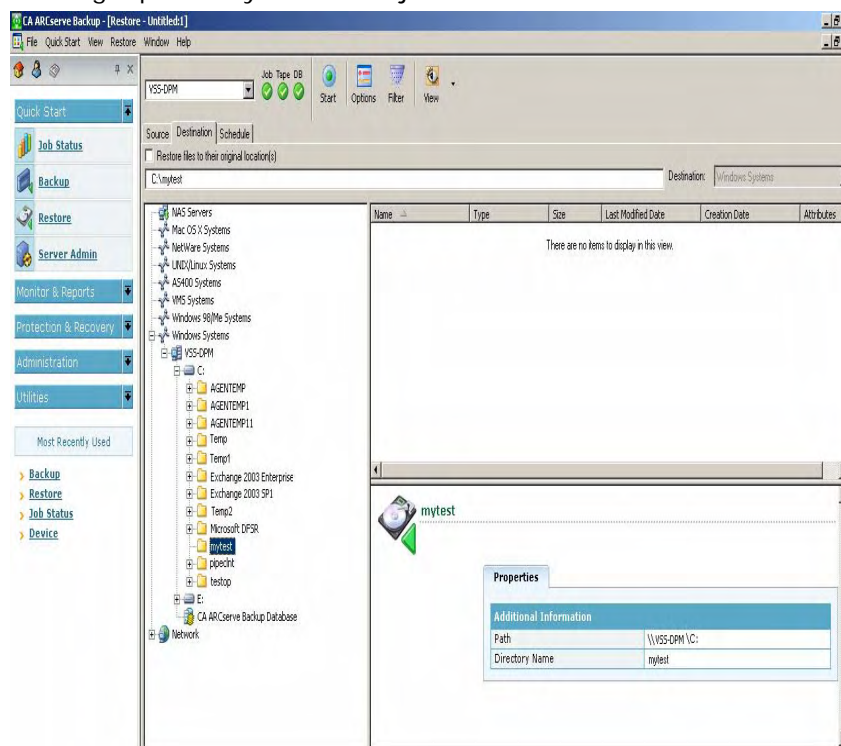 CA ARCserve Backup - [Restore - Untitled:1]
File Quick Start View Restore Window Help
VSS-DPM
Job Tape DB
Start Options Filter View
Quick Start
Job Status
Backup
Restore
Server Admin
Monitor & Reports
Protection & Recovery
Administration
Utilities
Most Recently Used
Backup
Restore
Job Status
Device
Source Destination Schedule
Restore files to their original location(s)
C:\mytest
Destination: Windows Systems
NAS Servers
Mac OS X Systems
NetWare Systems
UNIX/Linux Systems
AS400 Systems
VMS Systems
Windows 98/Me Systems
Windows Systems
VSS-DPM
C:
AGENTEMP
AGENTEMP1
AGENTEMP11
Temp
Temp1
Exchange 2003 Enterprise
Exchange 2003 SP1
Temp2
Microsoft DFSR
mytest
pipeclnt
testop
E:
CA ARCserve Backup Database
Network
Name Type Size Last Modified Date Creation Date Attributes
There are no items to display in this view.
mytest
Properties
Additional Information
Path \\VSS-DPM\C:
Directory Name mytest